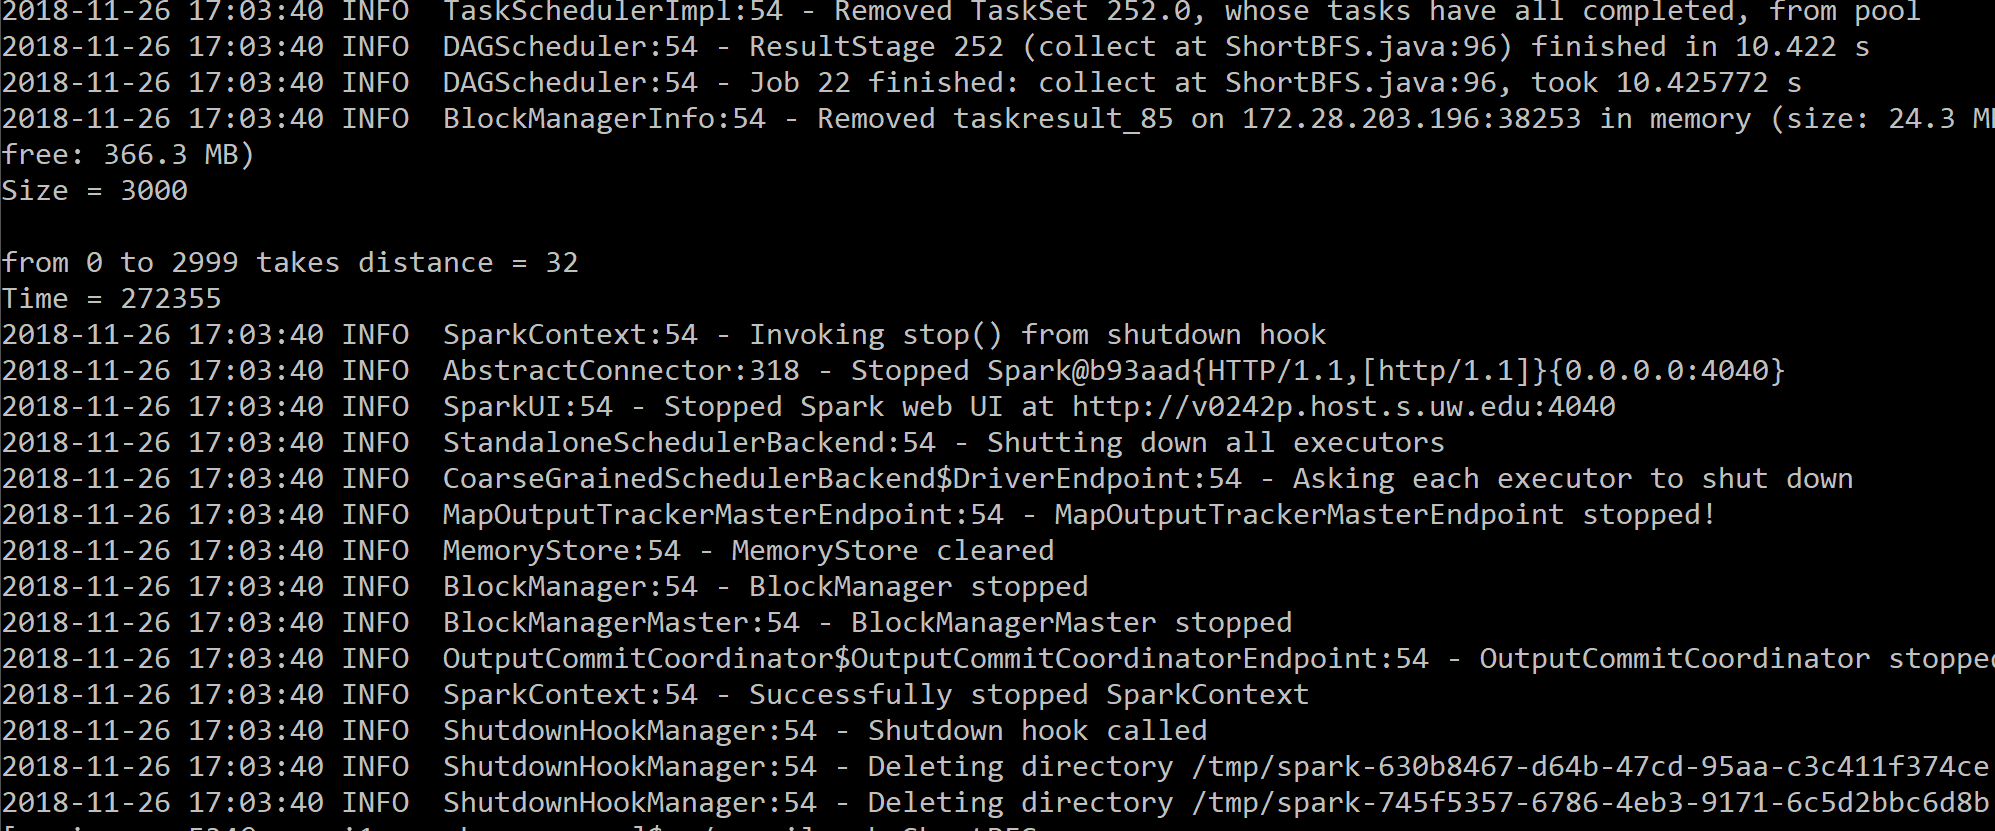 2018-11-26 17:03:40 INFO  TaskSchedulerImpl:54 - Removed TaskSet 252.0, whose tasks have all completed, from pool
2018-11-26 17:03:40 INFO  DAGScheduler:54 - ResultStage 252 (collect at ShortBFS.java:96) finished in 10.422 s
2018-11-26 17:03:40 INFO  DAGScheduler:54 - Job 22 finished: collect at ShortBFS.java:96, took 10.425772 s
2018-11-26 17:03:40 INFO  BlockManagerInfo:54 - Removed taskresult_85 on 172.28.203.196:38253 in memory (size: 24.3
free: 366.3 MB)
Size = 3000
from 0 to 2999 takes distance = 32
Time = 272355
2018-11-26 17:03:40 INFO  SparkContext:54 - Invoking stop() from shutdown hook
2018-11-26 17:03:40 INFO  AbstractConnector:318 - Stopped Spark@b93aad{HTTP/1.1,[http/1.1]}{0.0.0.0:4040}
2018-11-26 17:03:40 INFO  SparkUI:54 - Stopped Spark web UI at http://v0242p.host.s.uw.edu:4040
2018-11-26 17:03:40 INFO  StandaloneSchedulerBackend:54 - Shutting down all executors
2018-11-26 17:03:40 INFO  CoarseGrainedSchedulerBackend$DriverEndpoint:54 - Asking each executor to shut down
2018-11-26 17:03:40 INFO  MapOutputTrackerMasterEndpoint:54 - MapOutputTrackerMasterEndpoint stopped!
2018-11-26 17:03:40 INFO  MemoryStore:54 - MemoryStore cleared
2018-11-26 17:03:40 INFO  BlockManager:54 - BlockManager stopped
2018-11-26 17:03:40 INFO  BlockManagerMaster:54 - BlockManagerMaster stopped
2018-11-26 17:03:40 INFO  OutputCommitCoordinator$OutputCommitCoordinatorEndpoint:54 - OutputCommitCoordinator stopped
2018-11-26 17:03:40 INFO  SparkContext:54 - Successfully stopped SparkContext
2018-11-26 17:03:40 INFO  ShutdownHookManager:54 - Shutdown hook called
2018-11-26 17:03:40 INFO  ShutdownHookManager:54 - Deleting directory /tmp/spark-630b8467-d64b-47cd-95aa-c3c411f374ce
2018-11-26 17:03:40 INFO  ShutdownHookManager:54 - Deleting directory /tmp/spark-745f5357-6786-4eb3-9171-6c5d2bbc6d8b